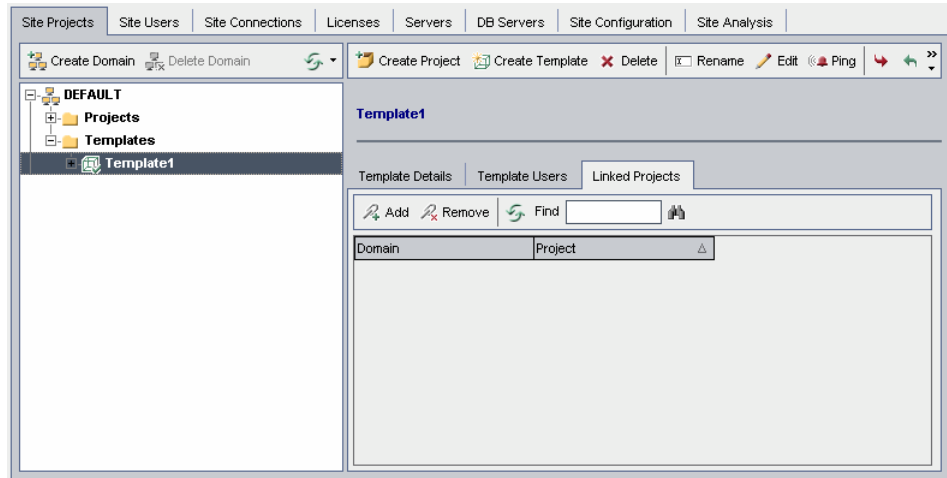 Site Projects Site Users Site Connections Licenses Servers DB Servers Site Configuration Site Analysis
Create Domain Delete Domain
Create Project Create Template Delete Rename Edit Ping
DEFAULT
Projects
Templates
Template1
Template1
Template Details Template Users Linked Projects
Add Remove Find
Domain Project